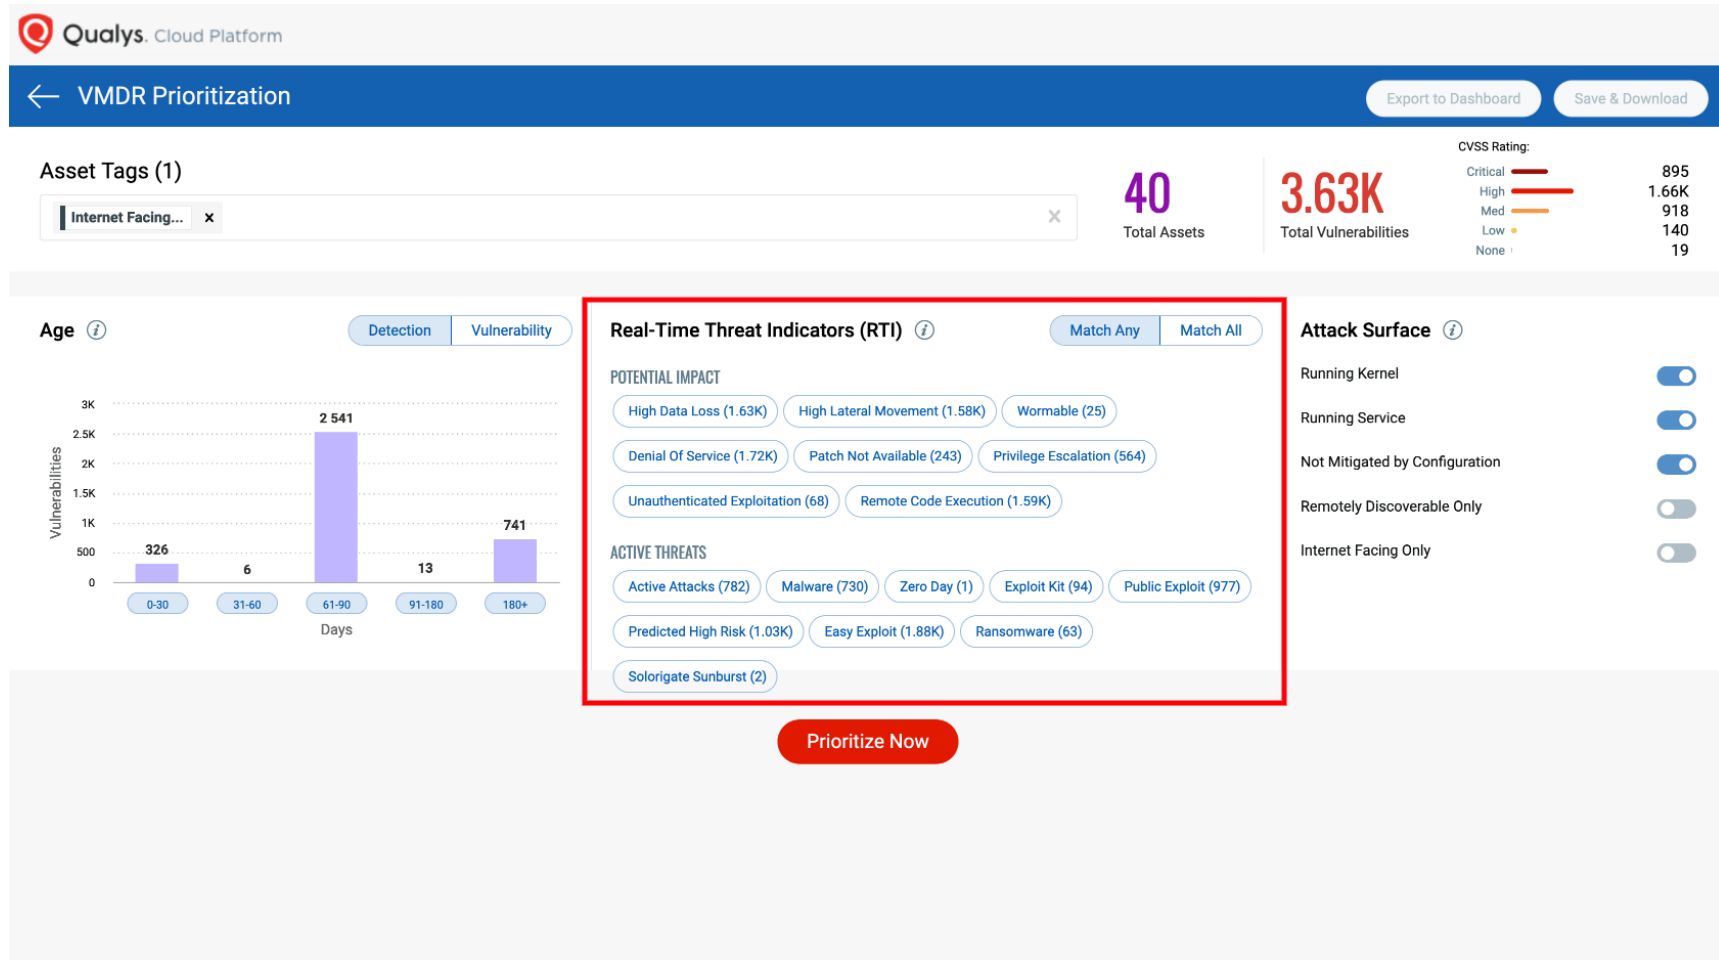 Qualys. Cloud Platform
VMDR Prioritization
Export to Dashboard
Save & Download
Asset Tags (1)
Internet Facing...
40
Total Assets
3.63K
Total Vulnerabilities
CVSS Rating:
Critical 895
High 1.66K
Med 918
Low 140
None 19
Age
Detection Vulnerability
Vulnerabilities
3K
2.5K
2K
1.5K
1K
500
0
326
6
2 541
13
741
0-30 31-60 61-90 91-180 180+
Days
Real-Time Threat Indicators (RTI)
Match Any Match All
POTENTIAL IMPACT
High Data Loss (1.63K) High Lateral Movement (1.58K) Wormable (25)
Denial Of Service (1.72K) Patch Not Available (243) Privilege Escalation (564)
Unauthenticated Exploitation (68) Remote Code Execution (1.59K)
ACTIVE THREATS
Active Attacks (782) Malware (730) Zero Day (1) Exploit Kit (94) Public Exploit (977)
Predicted High Risk (1.03K) Easy Exploit (1.88K) Ransomware (63)
Solorigate Sunburst (2)
Attack Surface
Running Kernel
Running Service
Not Mitigated by Configuration
Remotely Discoverable Only
Internet Facing Only
Prioritize Now